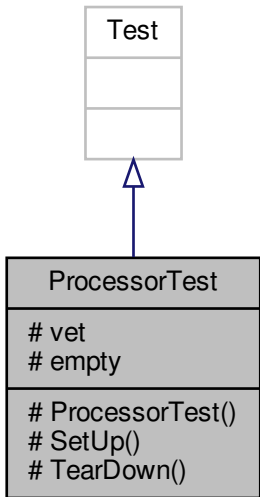 Test
ProcessorTest
# vet
# empty
# ProcessorTest()
# SetUp()
# TearDown()